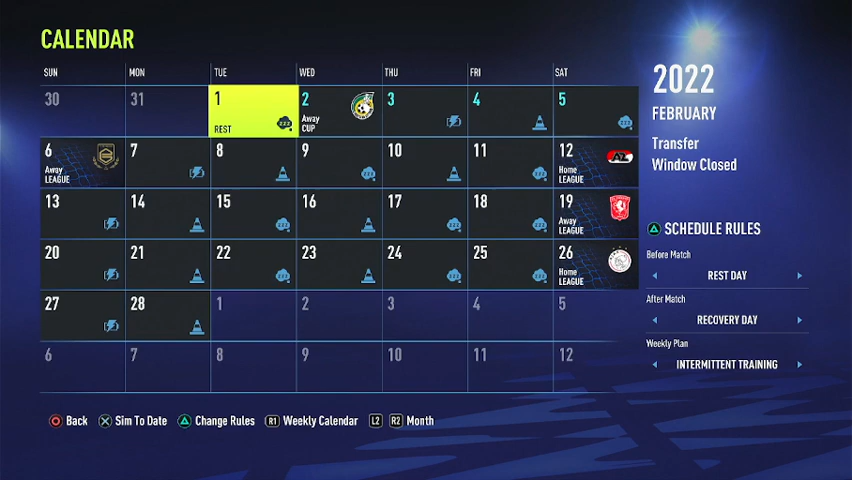 CALENDAR
SUN MON TUE WED THU FRI SAT
30 31 1 2 3 4 5
REST Away
CUP
6 7 8 9 10 11 12
Away Home
LEAGUE LEAGUE
AZ
13 14 15 16 17 18 19
Away
LEAGUE
20 21 22 23 24 25 26
Home
LEAGUE
27 28 1 2 3 4 5
6 7 8 9 10 11 12
2022
FEBRUARY
Transfer
Window Closed
SCHEDULE RULES
Before Match
REST DAY
After Match
RECOVERY DAY
Weekly Plan
INTERMITTENT TRAINING
Back Sim To Date Change Rules R1 Weekly Calendar L2 R2 Month